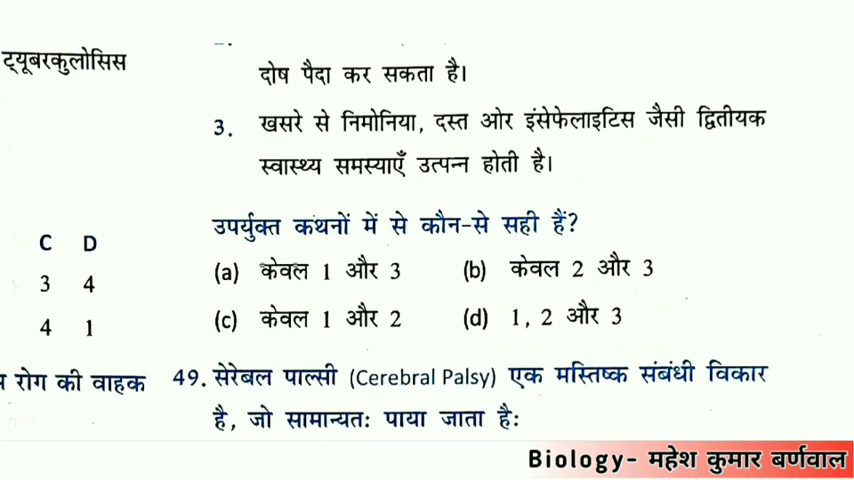 ट्यूबरकुलोसिस
C D
3 4
4 1
रोग की वाहक
दोष पैदा कर सकता है।
3. खसरे से निमोनिया, दस्त ओर इंसेफेलाइटिस जैसी द्वितीयक
स्वास्थ्य समस्याएँ उत्पन्न होती है।
उपर्युक्त कथनों में से कौन-से सही हैं?
(a) केवल 1 और 3 (b) केवल 2 और 3
(c) केवल 1 और 2 (d) 1, 2 और 3
49. सेरेबल पाल्सी (Cerebral Palsy) एक मस्तिष्क संबंधी विकार
है, जो सामान्यतः पाया जाता है:
Biology- महेश कुमार बर्णवाल